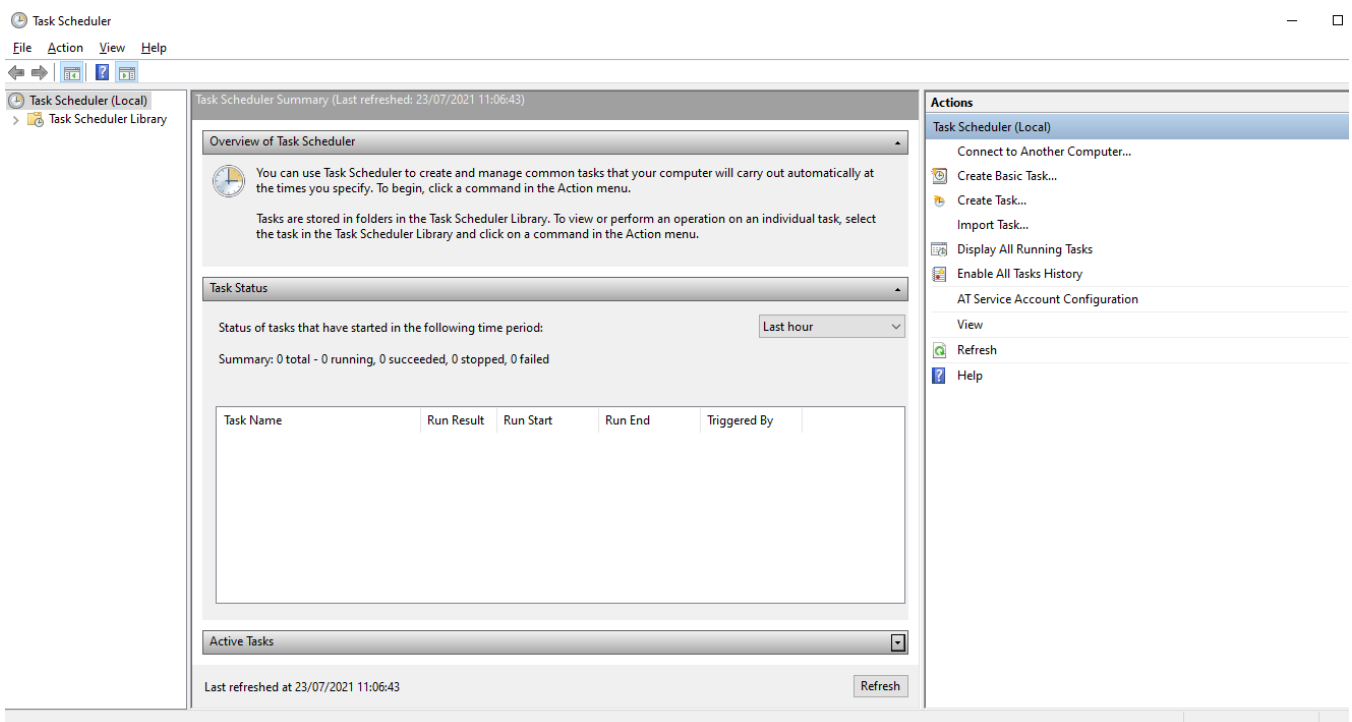 Task Scheduler
File Action View Help
Task Scheduler (Local)
Task Scheduler Library
Task Scheduler Summary (Last refreshed: 23/07/2021 11:06:43)
Overview of Task Scheduler
You can use Task Scheduler to create and manage common tasks that your computer will carry out automatically at
the times you specify. To begin, click a command in the Action menu.
Tasks are stored in folders in the Task Scheduler Library. To view or perform an operation on an individual task, select
the task in the Task Scheduler Library and click on a command in the Action menu.
Task Status
Status of tasks that have started in the following time period:
Last hour
Summary: 0 total - 0 running, 0 succeeded, 0 stopped, 0 failed
Task Name Run Result Run Start Run End Triggered By
Active Tasks
Last refreshed at 23/07/2021 11:06:43
Refresh
Actions
Task Scheduler (Local)
Connect to Another Computer...
Create Basic Task...
Create Task...
Import Task...
Display All Running Tasks
Enable All Tasks History
AT Service Account Configuration
View
Refresh
Help